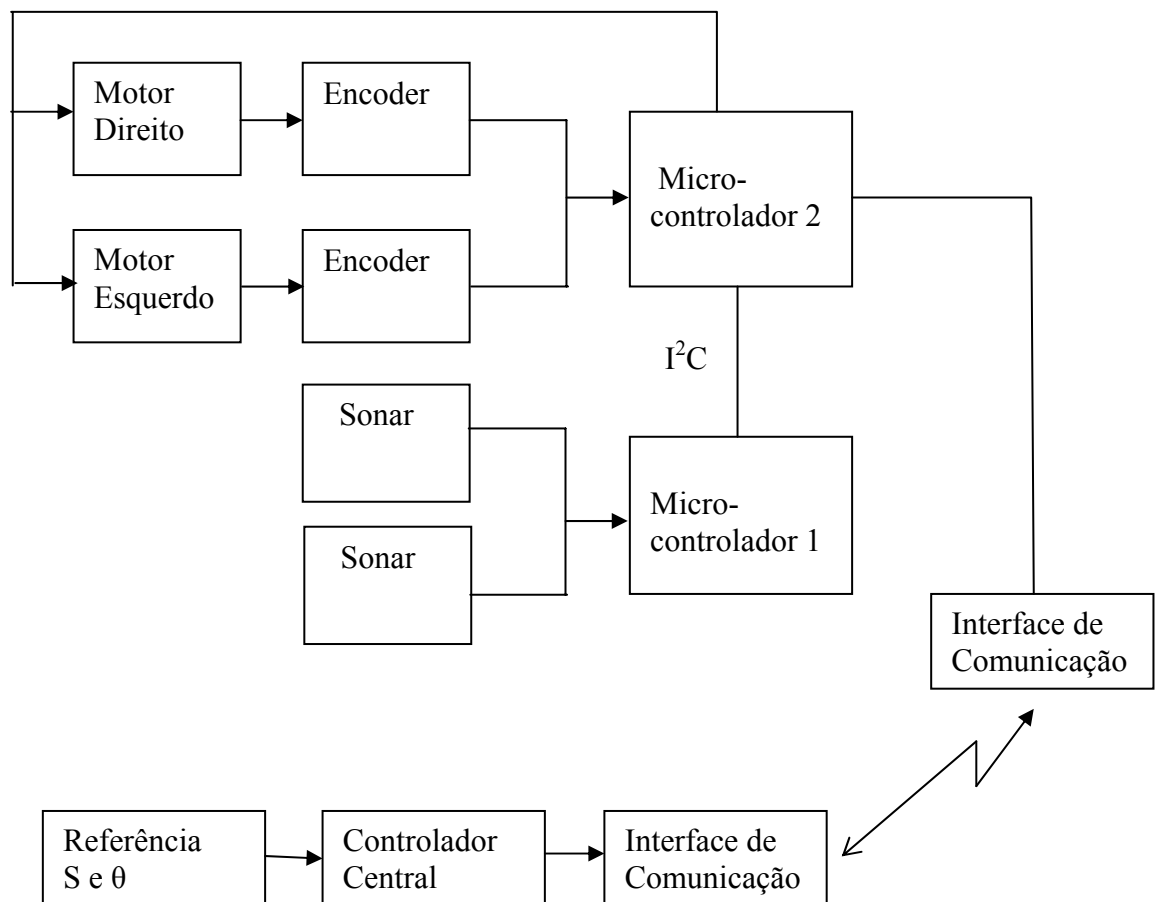 Motor
Direito
Encoder
Micro-
controlador 2
Motor
Esquerdo
Encoder
I²C
Sonar
Micro-
controlador 1
Sonar
Interface de
Comunicação
Referência
S e θ
Controlador
Central
Interface de
Comunicação